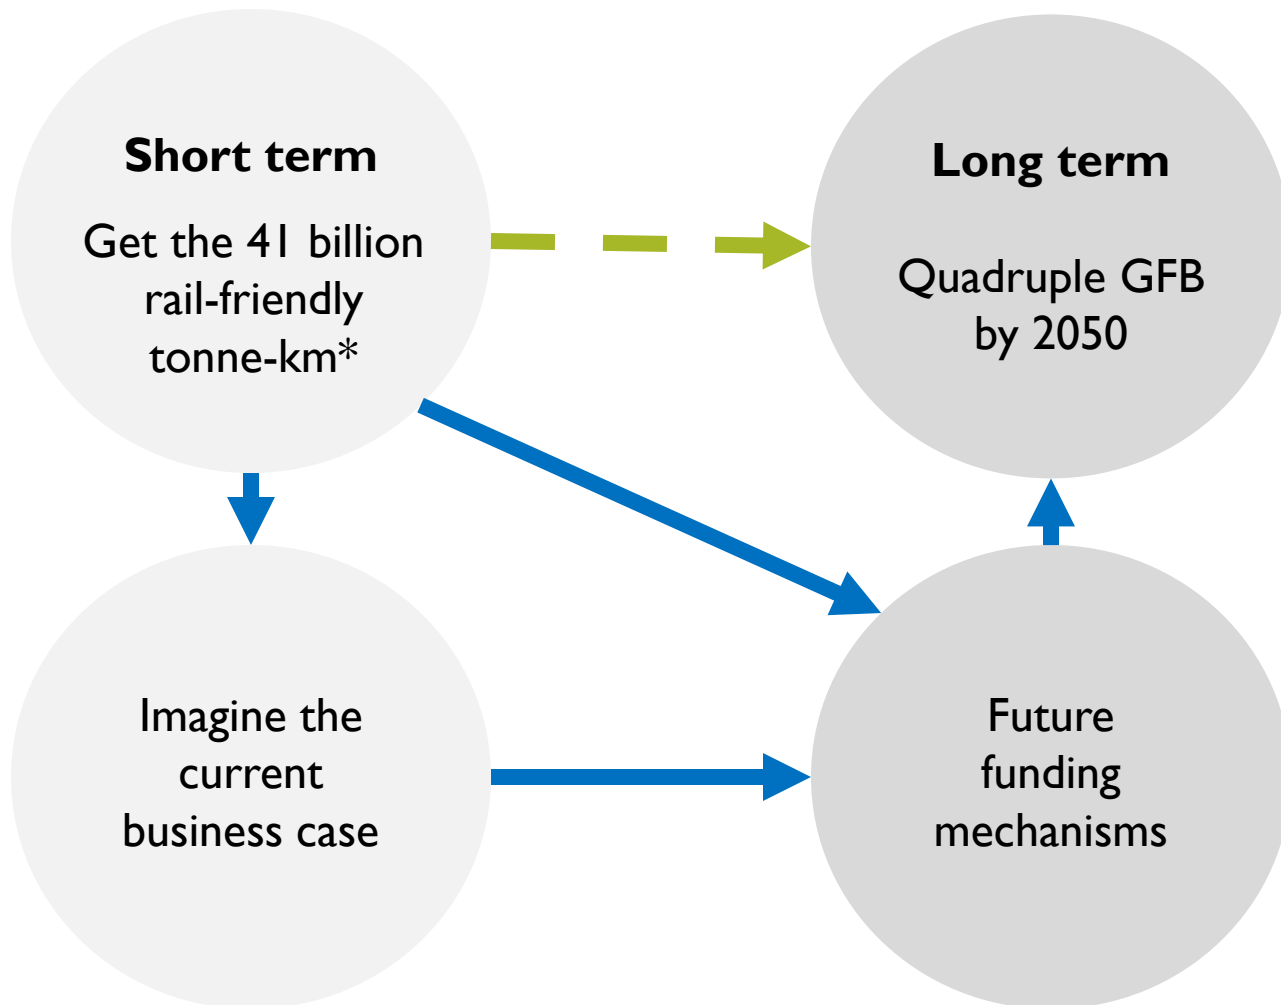 Short term
Get the 41 billion
rail-friendly
tonne-km*
Long term
Quadruple GFB
by 2050
Imagine the
current
business case
Future
funding
mechanisms